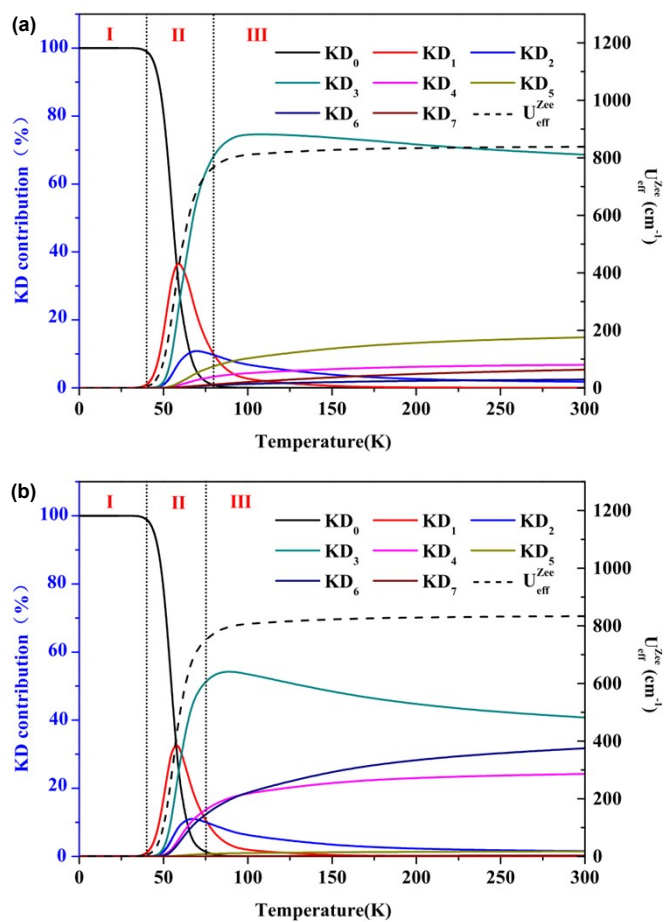 (a)
I II III
KD0 KD1 KD2
KD3 KD4 KD5
KD6 KD7 UeffZee
100
80
60
40
20
0
KD contribution (%)
1200
1000
800
600
400
200
0
UeffZee (cm-1)
0 50 100 150 200 250 300
Temperature(K)
(b)
I II III
KD0 KD1 KD2
KD3 KD4 KD5
KD6 KD7 UeffZee
100
80
60
40
20
0
KD contribution (%)
1200
1000
800
600
400
200
0
UeffZee (cm-1)
0 50 100 150 200 250 300
Temperature(K)